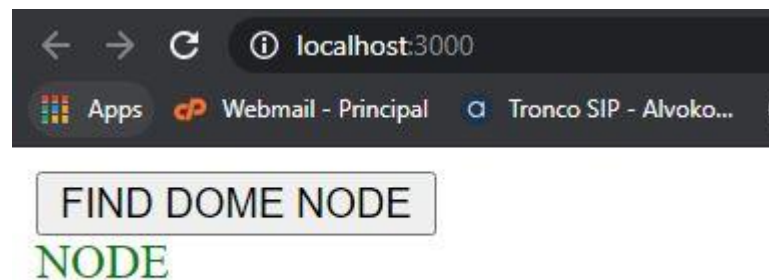 localhost:3000
Apps Webmail - Principal Tronco SIP - Alvoko...
FIND DOME NODE
NODE